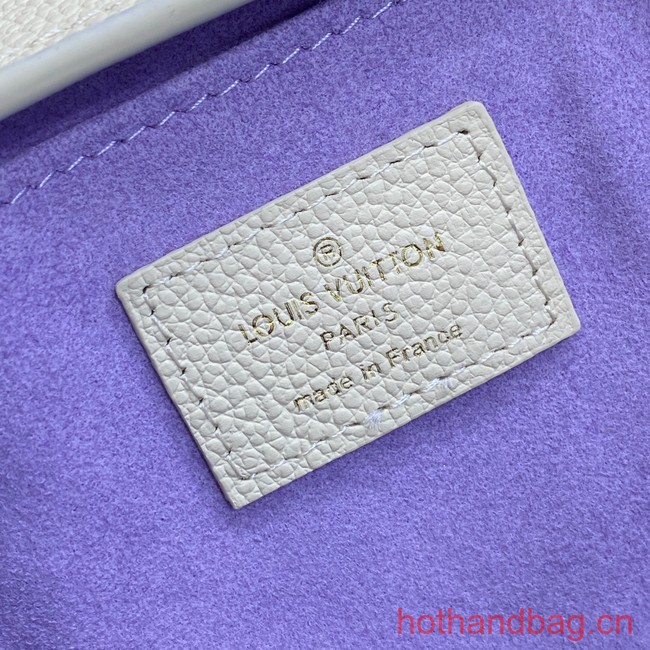 ®
LOUIS VUITTON
PARIS
made in France
hothandbag.cn